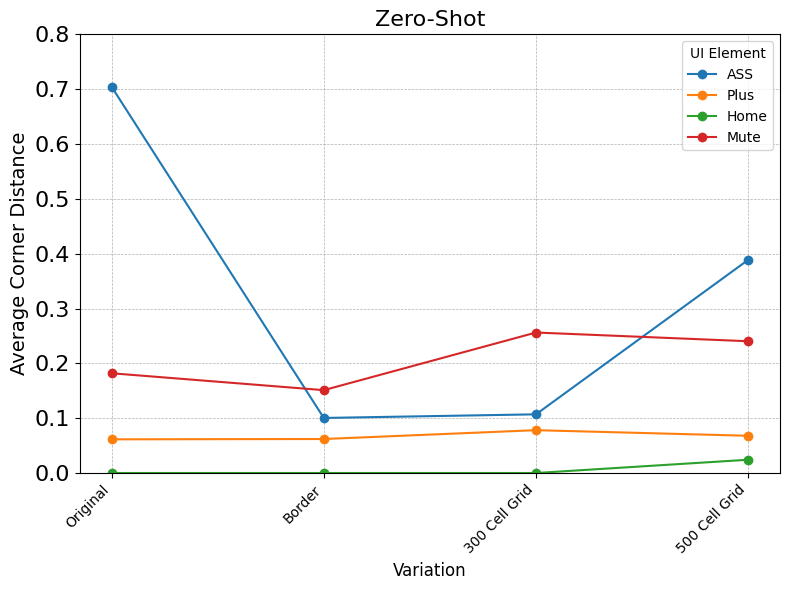 Zero-Shot
Average Corner Distance
0.8
0.7
0.6
0.5
0.4
0.3
0.2
0.1
0.0
UI Element
ASS
Plus
Home
Mute
Original
Border
300 Cell Grid
500 Cell Grid
Variation